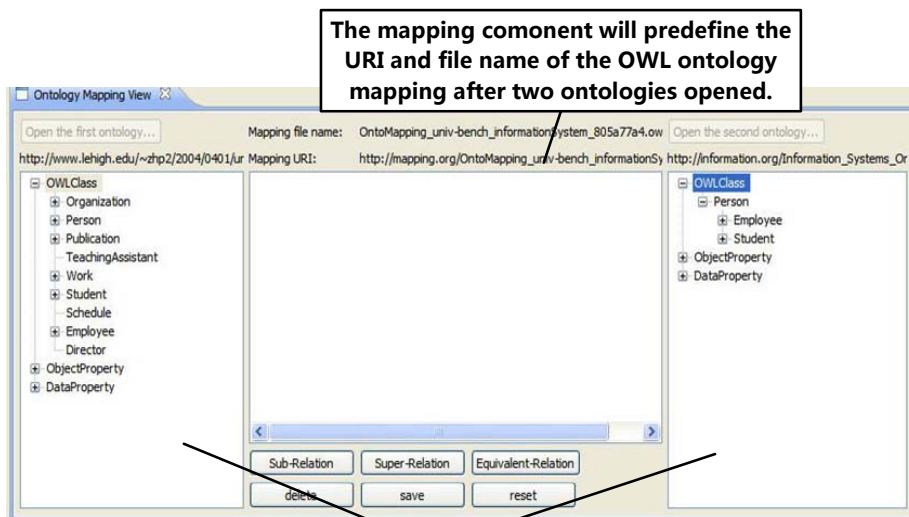 The mapping comonent will predefine the
URI and file name of the OWL ontology
mapping after two ontologies opened.
Ontology Mapping View
Open the first ontology...
Mapping file name: OntoMapping_univ-bench_informationSystem_805a77a4.ow
Open the second ontology...
http://www.lehigh.edu/~zhp2/2004/0401/ur
Mapping URI: http://mapping.org/OntoMapping_univ-bench_informationSy
http://information.org/Information_Systems_Or
OWLClass
Organization
Person
Publication
TeachingAssistant
Work
Student
Schedule
Employee
Director
ObjectProperty
DataProperty
OWLClass
Person
Employee
Student
ObjectProperty
DataProperty
Sub-Relation
Super-Relation
Equivalent-Relation
delete
save
reset